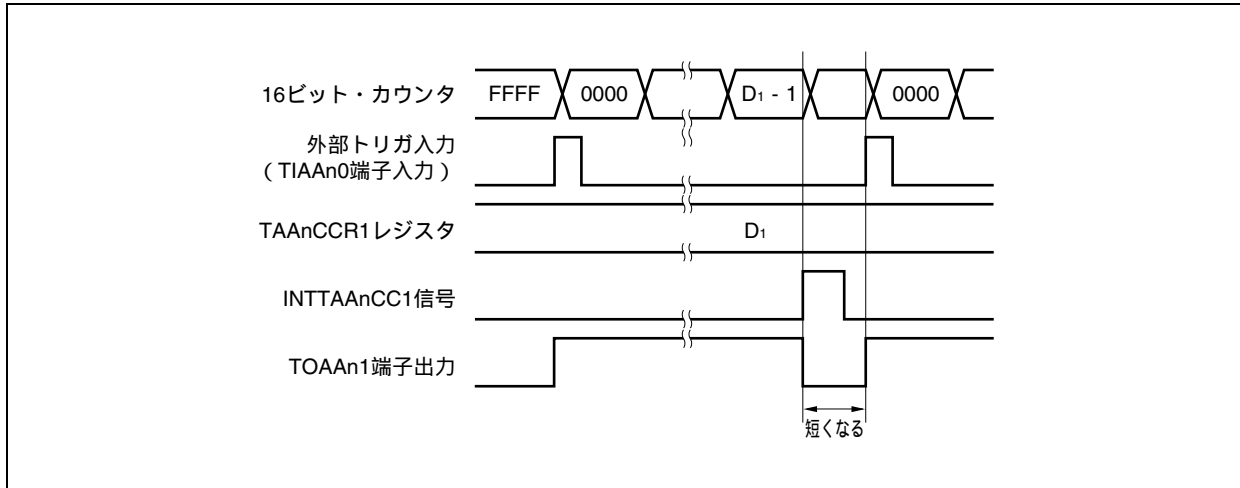 16ビット・カウンタ FFFF 0000 D1 - 1 0000
外部トリガ入力
（TIAAn0端子入力）
TAAnCCR1レジスタ D1
INTTAAnCC1信号
TOAAn1端子出力
短くなる